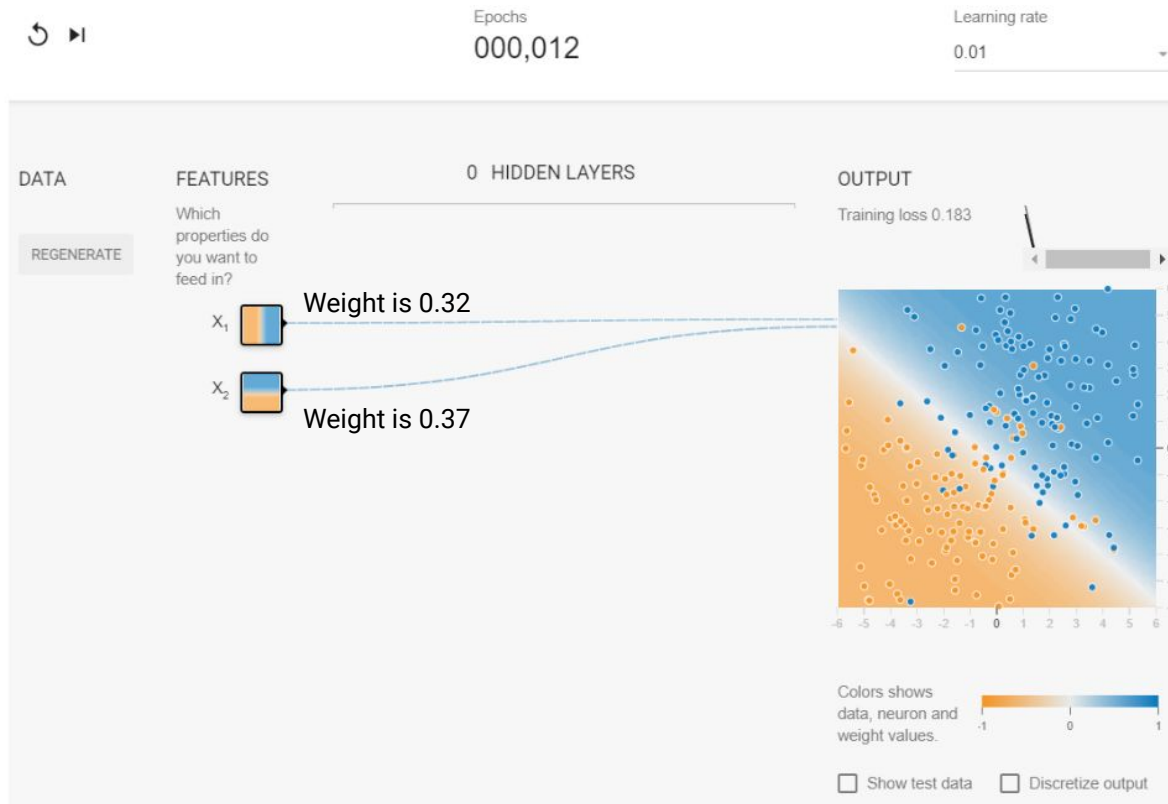 Epochs
000,012
Learning rate
0.01
DATA
REGENERATE
FEATURES
Which
properties do
you want to
feed in?
X1
X2
Weight is 0.32
Weight is 0.37
0 HIDDEN LAYERS
OUTPUT
Training loss 0.183
-6 -5 -4 -3 -2 -1 0 1 2 3 4 5 6
Colors shows
data, neuron and
weight values.
-1 0 1
Show test data
Discretize output